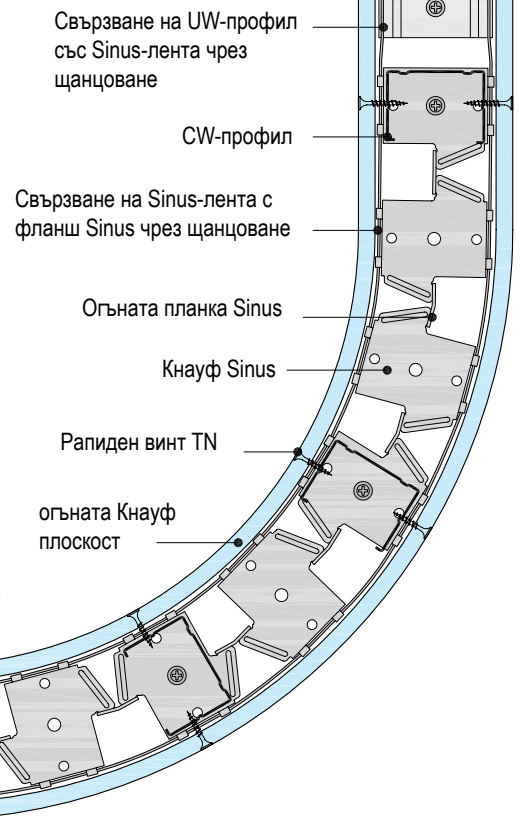 Свързване на UW-профил
със Sinus-лента чрез
щанцоване
CW-профил
Свързване на Sinus-лента с
фланш Sinus чрез щанцоване
Огъната планка Sinus
Кнауф Sinus
Рапиден винт TN
огъната Кнауф
плоскост